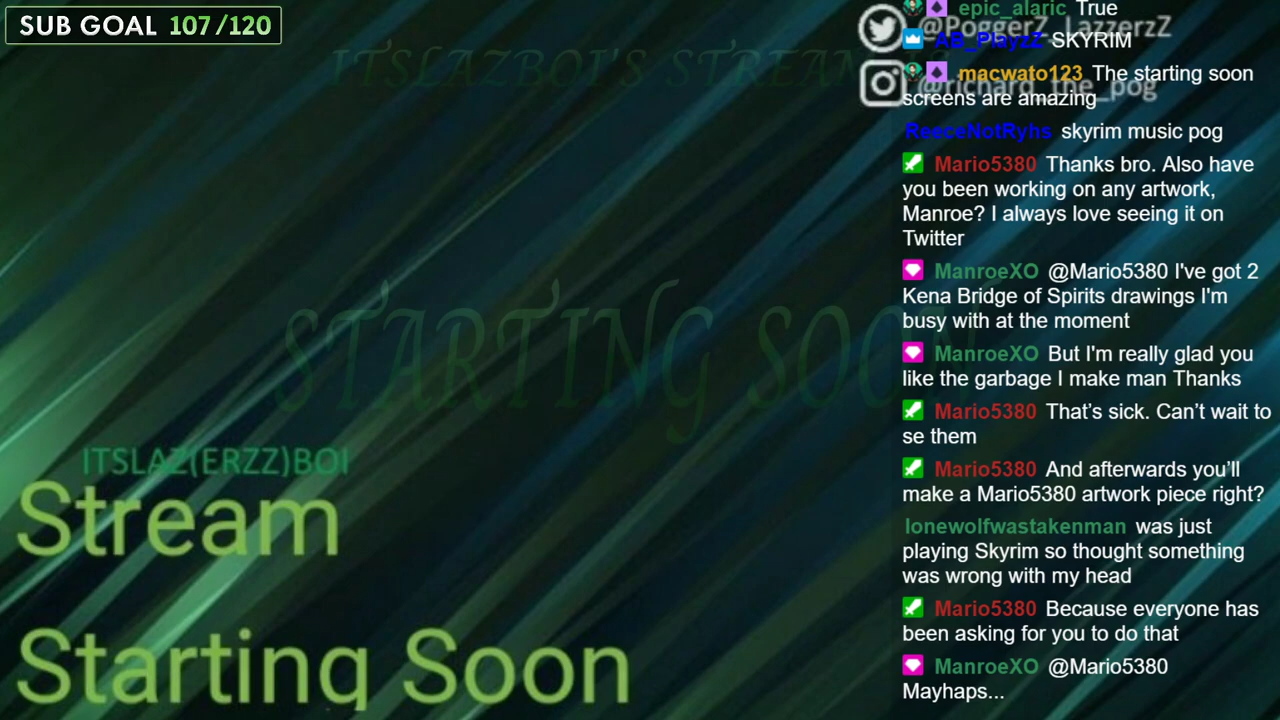 SUB GOAL 107/120
ITSLAZBOI'S STREAM
@PoggerZ_LazzerzZ
@richard_the_pog
STARTING SOON
ITSLAZ(ERZZ)BOI
Stream
Starting Soon
epic_alaric True
AB_PlayzZ SKYRIM
macwato123 The starting soon
screens are amazing
ReeceNotRyhs skyrim music pog
Mario5380 Thanks bro. Also have
you been working on any artwork,
Manroe? I always love seeing it on
Twitter
ManroeXO @Mario5380 I've got 2
Kena Bridge of Spirits drawings I'm
busy with at the moment
ManroeXO But I'm really glad you
like the garbage I make man Thanks
Mario5380 That’s sick. Can’t wait to
se them
Mario5380 And afterwards you’ll
make a Mario5380 artwork piece right?
lonewolfwastakenman was just
playing Skyrim so thought something
was wrong with my head
Mario5380 Because everyone has
been asking for you to do that
ManroeXO @Mario5380
Mayhaps...